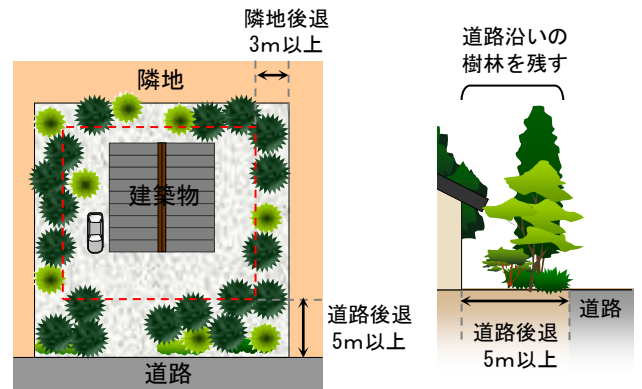 隣地後退
3m以上
隣地
建築物
道路後退
5m以上
道路
道路沿いの
樹林を残す
道路
道路後退
5m以上